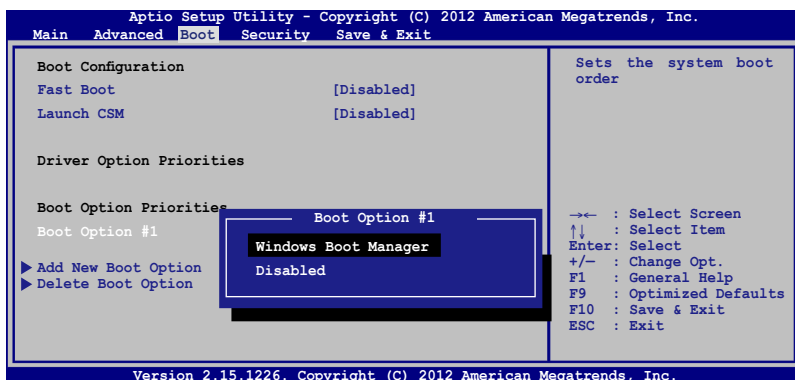 Aptio Setup Utility - Copyright (C) 2012 American Megatrends, Inc.
Main Advanced Boot Security Save & Exit
Boot Configuration
Fast Boot [Disabled]
Launch CSM [Disabled]
Driver Option Priorities
Boot Option Priorities
Boot Option #1
Add New Boot Option
Delete Boot Option
Boot Option #1
Windows Boot Manager
Disabled
Sets the system boot
order
→← : Select Screen
↑↓ : Select Item
Enter: Select
+/— : Change Opt.
F1 : General Help
F9 : Optimized Defaults
F10 : Save & Exit
ESC : Exit
Version 2.15.1226. Copyright (C) 2012 American Megatrends, Inc.